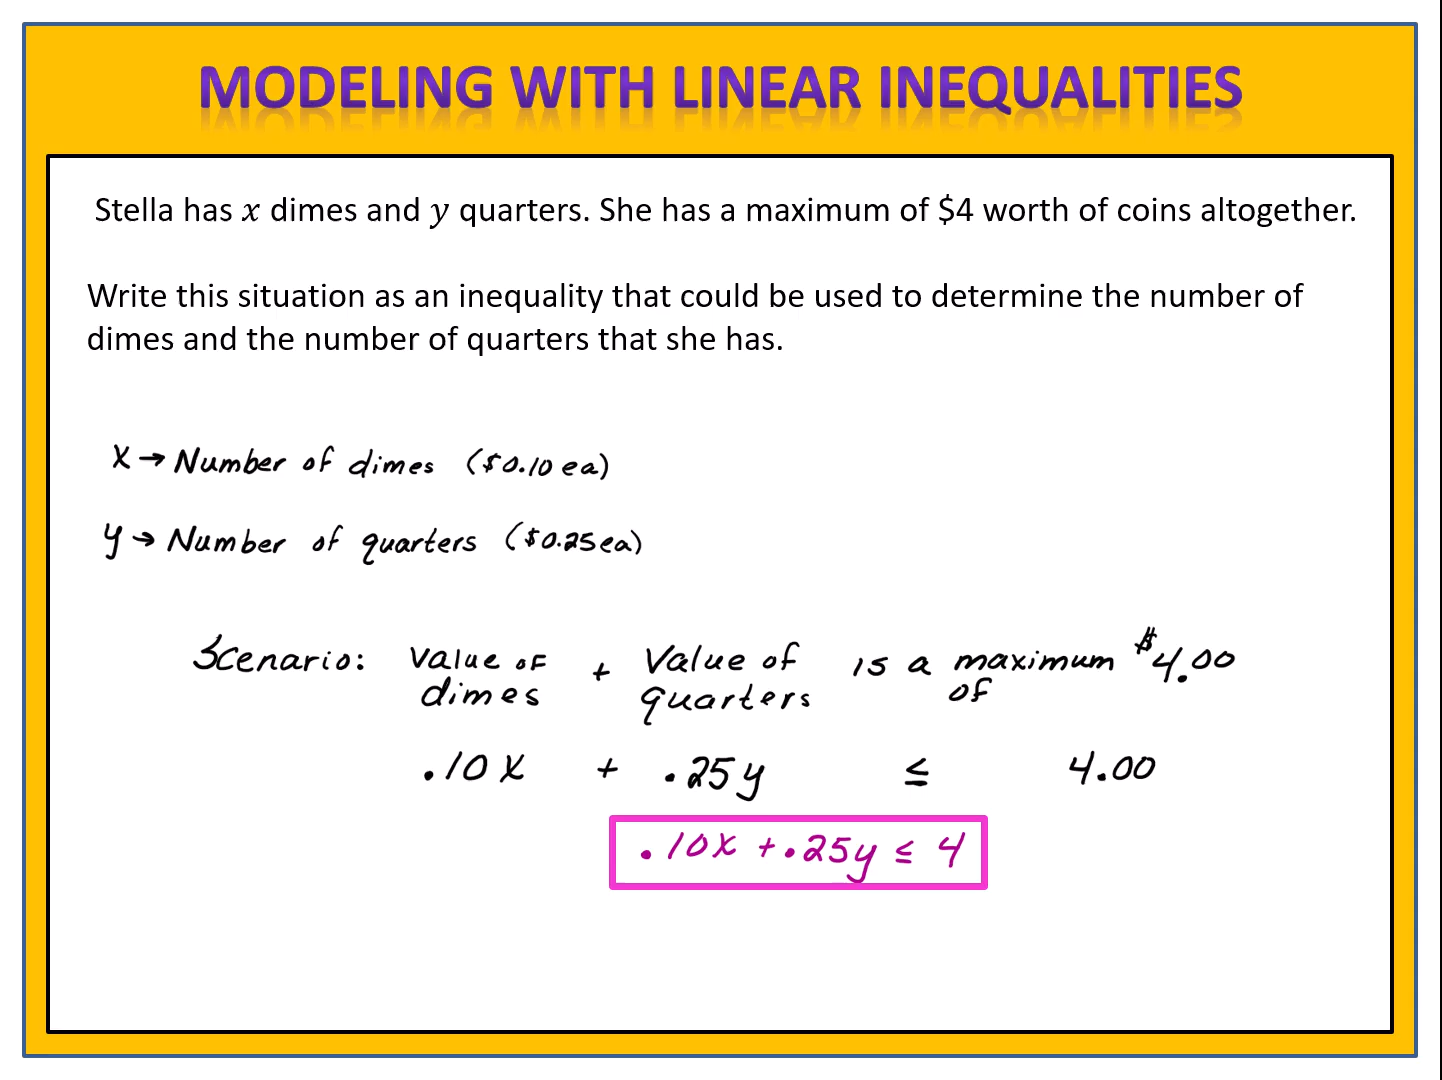 MODELING WITH LINEAR INEQUALITIES
Stella has x dimes and y quarters. She has a maximum of $4 worth of coins altogether.
Write this situation as an inequality that could be used to determine the number of
dimes and the number of quarters that she has.
x → Number of dimes ($0.10 ea)
y → Number of quarters ($0.25 ea)
Scenario: value of + Value of is a maximum $4.00
dimes quarters of
.10x + .25y ≤ 4.00
.10x + .25y ≤ 4